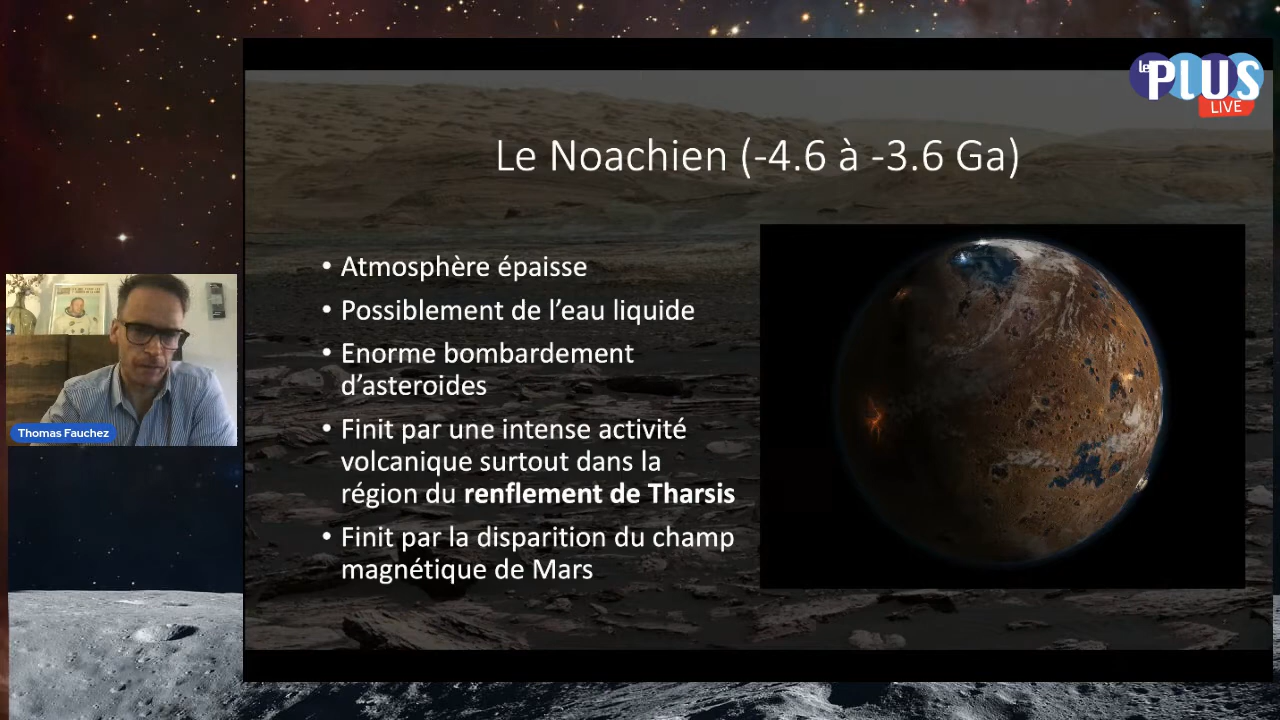 le PLUS
LIVE
Le Noachien (-4.6 à -3.6 Ga)
• Atmosphère épaisse
• Possiblement de l’eau liquide
• Enorme bombardement
d’asteroides
• Finit par une intense activité
volcanique surtout dans la
région du renflement de Tharsis
• Finit par la disparition du champ
magnétique de Mars
Thomas Fauchez